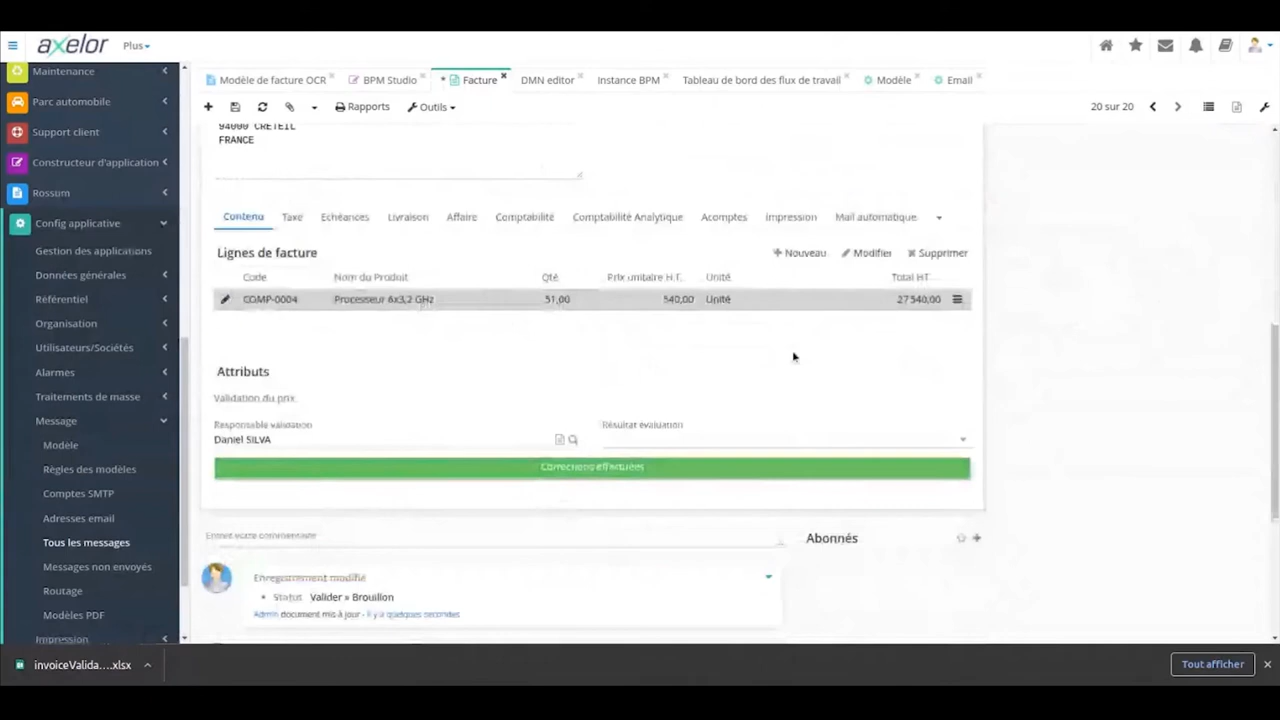 axelor
Plus
Maintenance
Parc automobile
Support client
Constructeur d'application
Rossum
Config applicative
Gestion des applications
Données générales
Référentiel
Organisation
Utilisateurs/Sociétés
Alarmes
Traitements de masse
Message
Modèle
Règles des modèles
Comptes SMTP
Adresses email
Tous les messages
Messages non envoyés
Routage
Modèles PDF
Impression
Modèle de facture OCR
BPM Studio
* Facture
DMN editor
Instance BPM
Tableau de bord des flux de travail
Modèle
Email
Rapports
Outils
20 sur 20
94000 CRETEIL
FRANCE
Contenu Taxe Echéances Livraison Affaire Comptabilité Comptabilité Analytique Acomptes Impression Mail automatique
Lignes de facture
Nouveau Modifier Supprimer
Code Nom du Produit Qté Prix unitaire H.T. Unité Total HT...
COMP-0004 Processeur 6x3,2 GHz 51,00 540,00 Unité 27 540,00
Attributs
Validation du prix
Responsable validation
Daniel SILVA
Résultat évaluation
Corrections effectuées
Entrez votre commentaire
Abonnés
Enregistrement modifié
Statut Valider » Brouillon
Admin document mis à jour - il y a quelques secondes
invoiceValida....xlsx
Tout afficher